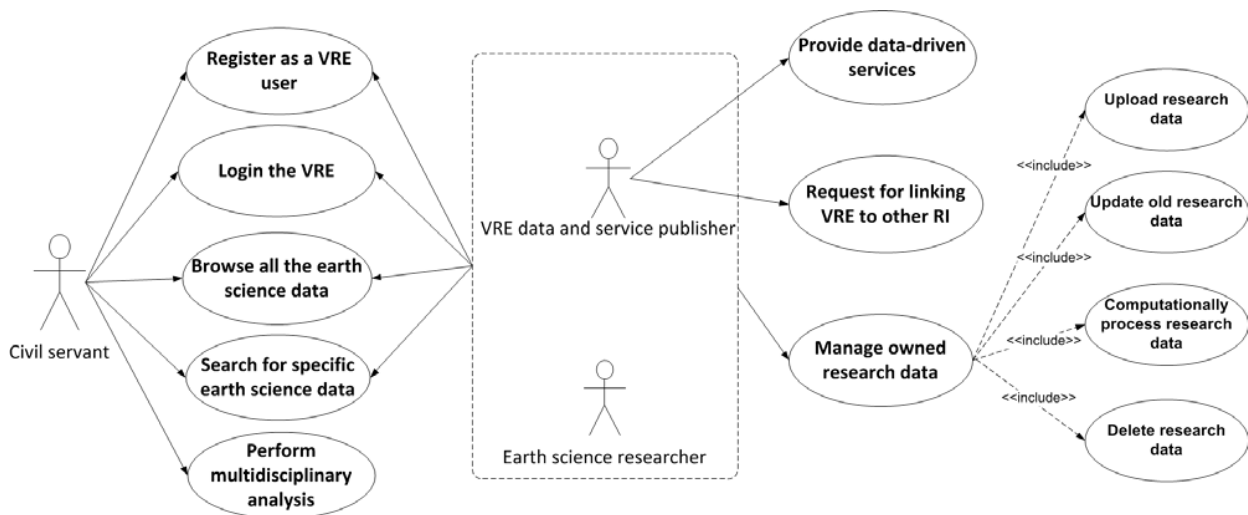 Register as a VRE
user
Login the VRE
Browse all the earth
science data
Search for specific
earth science data
Perform
multidisciplinary
analysis
Civil servant
VRE data and service publisher
Earth science researcher
Provide data-driven
services
Request for linking
VRE to other RI
Manage owned
research data
<<include>>
<<include>>
<<include>>
<<include>>
Upload research
data
Update old research
data
Computationally
process research
data
Delete research
data